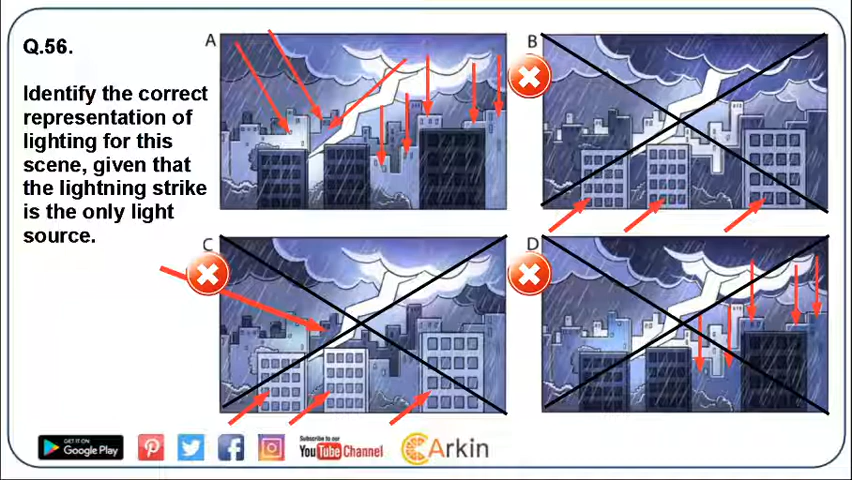 Q.56.
Identify the correct
representation of
lighting for this
scene, given that
the lightning strike
is the only light
source.
A
B
C
D
GET IT ON
Google Play
Subscribe to our
YouTube Channel
CArkin